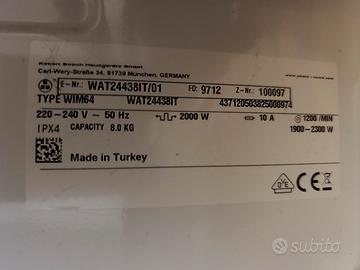 Robert Bosch Hausgeräte GmbH
Carl-Wery-Straße 34, 81739 München, GERMANY
E-Nr.: WAT24438IT/01 FD: 9712 Z-Nr.: 100097
TYPE WIM64 WAT24438IT 437120503825000974
220-240 V ~ 50 Hz 2000 W 10 A 1200 /MIN
IPX4 CAPACITY 8.0 KG 1900-2300 W
Made in Turkey
CE
subito